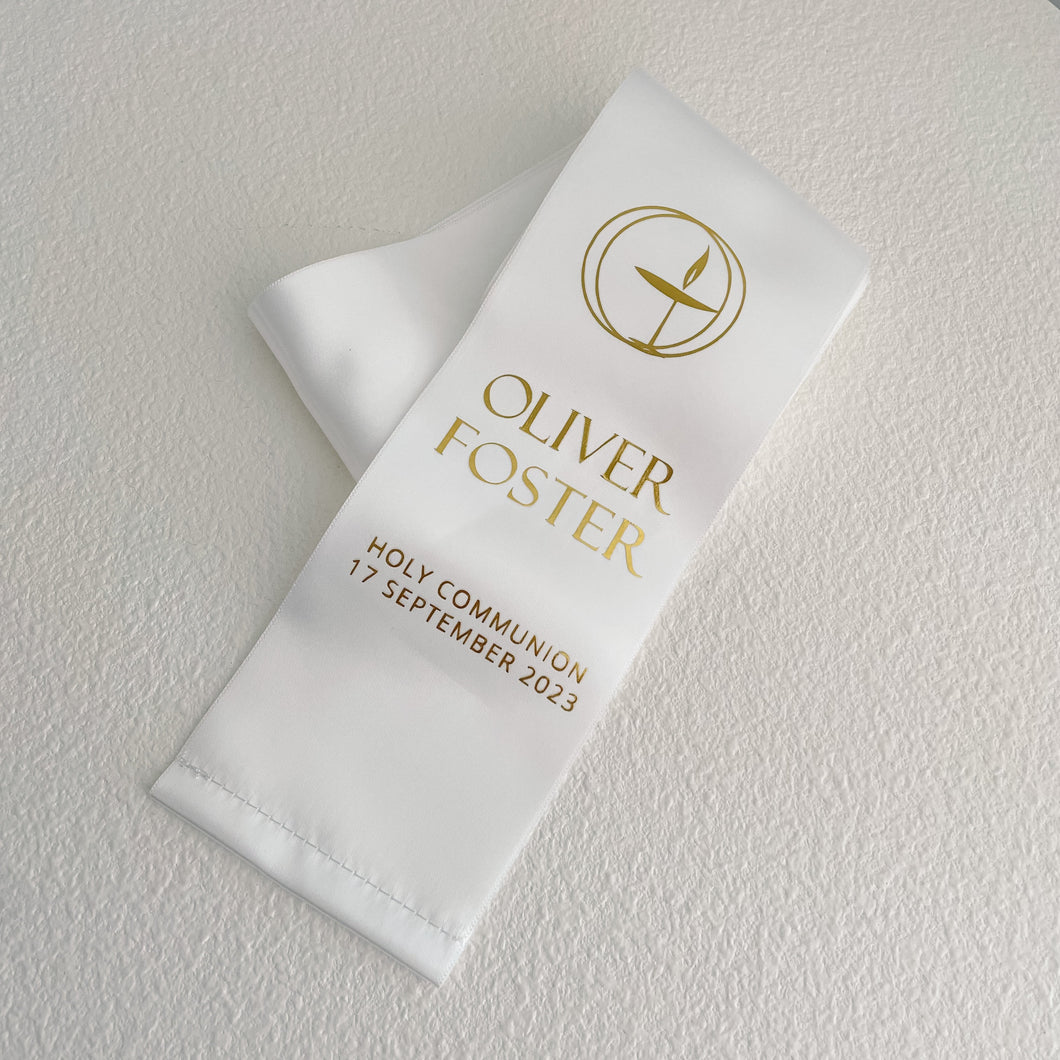 OLIVER
FOSTER
HOLY COMMUNION
17 SEPTEMBER 2023